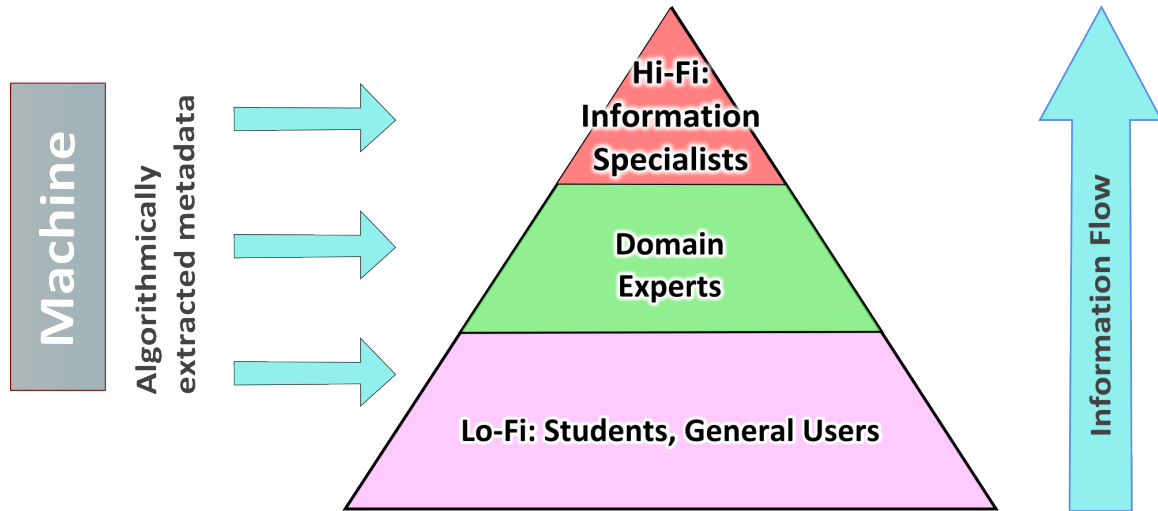 Machine
Algorithmically
extracted metadata
Hi-Fi:
Information
Specialists
Domain
Experts
Lo-Fi: Students, General Users
Information Flow